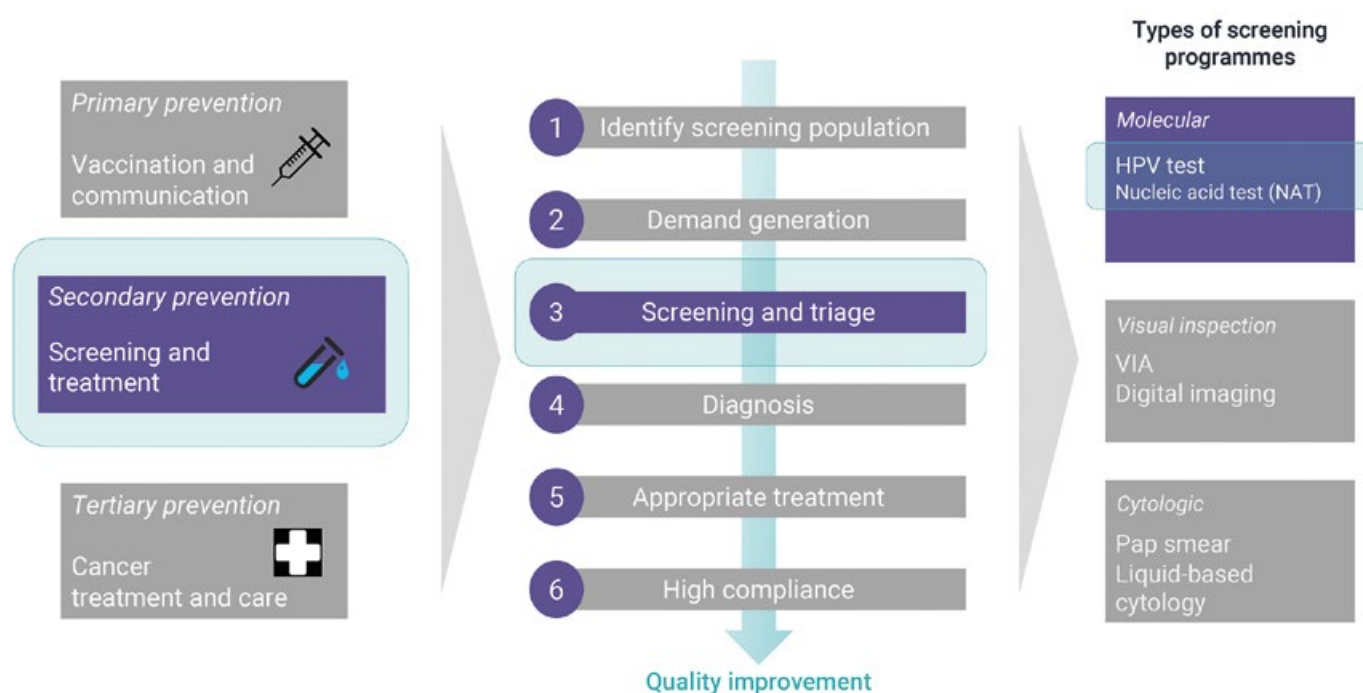 Primary prevention
Vaccination and
communication
Secondary prevention
Screening and
treatment
Tertiary prevention
Cancer
treatment and care
1 Identify screening population
2 Demand generation
3 Screening and triage
4 Diagnosis
5 Appropriate treatment
6 High compliance
Quality improvement
Types of screening
programmes
Molecular
HPV test
Nucleic acid test (NAT)
Visual inspection
VIA
Digital imaging
Cytologic
Pap smear
Liquid-based
cytology